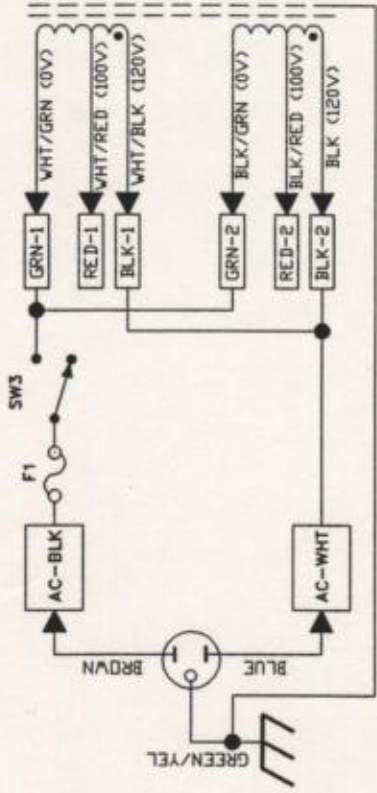 WHT/GRN (0V)
WHT/RED (100V)
WHT/BLK (120V)
BLK/GRN (0V)
BLK/RED (100V)
BLK (120V)
GRN-1
RED-1
BLK-1
GRN-2
RED-2
BLK-2
SW3
F1
AC-BLK
AC-WHT
BROWN
BLUE
GREEN/YEL